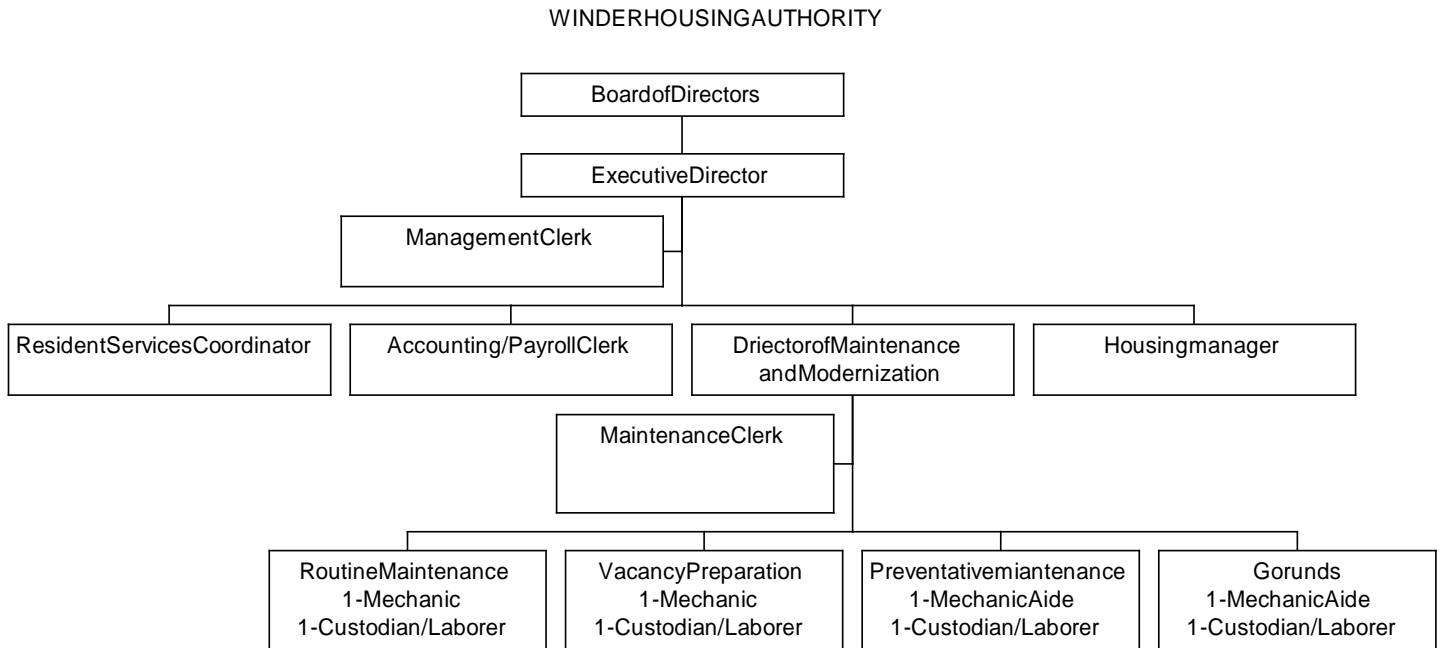 WINDERHOUSINGAUTHORITY
BoardofDirectors
ExecutiveDirector
ManagementClerk
ResidentServicesCoordinator
Accounting/PayrollClerk
DriectorofMaintenance
andModernization
Housingmanager
MaintenanceClerk
RoutineMaintenance
1-Mechanic
1-Custodian/Laborer
VacancyPreparation
1-Mechanic
1-Custodian/Laborer
Preventativemiantenance
1-MechanicAide
1-Custodian/Laborer
Gorunds
1-MechanicAide
1-Custodian/Laborer